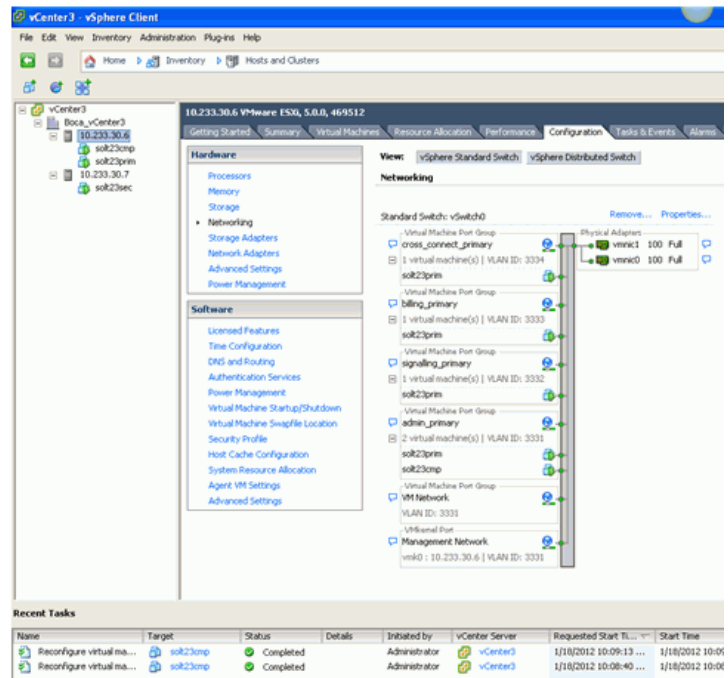 vCenter3 - vSphere Client
File Edit View Inventory Administration Plug-ins Help
Home Inventory Hosts and Clusters
vCenter3
Boca_vCenter3
10.233.30.6
solt23cmp
solt23prim
10.233.30.7
solt23sec
10.233.30.6 VMware ESXi, 5.0.0, 469512
Getting Started Summary Virtual Machines Resource Allocation Performance Configuration Tasks & Events Alarms
Hardware
Processors
Memory
Storage
Networking
Storage Adapters
Network Adapters
Advanced Settings
Power Management
Software
Licensed Features
Time Configuration
DNS and Routing
Authentication Services
Power Management
Virtual Machine Startup/Shutdown
Virtual Machine Swapfile Location
Security Profile
Host Cache Configuration
System Resource Allocation
Agent VM Settings
Advanced Settings
View: vSphere Standard Switch vSphere Distributed Switch
Networking
Standard Switch: vSwitch0 Remove... Properties...
Virtual Machine Port Group Physical Adapters
cross_connect_primary vmnic1 100 Full
1 virtual machine(s) | VLAN ID: 3334 vmnic0 100 Full
solt23prim
Virtual Machine Port Group
billing_primary
1 virtual machine(s) | VLAN ID: 3333
solt23prim
Virtual Machine Port Group
signalling_primary
1 virtual machine(s) | VLAN ID: 3332
solt23prim
Virtual Machine Port Group
admin_primary
2 virtual machine(s) | VLAN ID: 3331
solt23prim
solt23cmp
Virtual Machine Port Group
VM Network
VLAN ID: 3331
VMkernel Port
Management Network
vmk0 : 10.233.30.6 | VLAN ID: 3331
Recent Tasks
Name Target Status Details Initiated by vCenter Server Requested Start Ti... Start Time
Reconfigure virtual ma... solt23cmp Completed Administrator vCenter3 1/18/2012 10:09:13 ... 1/18/2012 10:09
Reconfigure virtual ma... solt23cmp Completed Administrator vCenter3 1/18/2012 10:08:40 ... 1/18/2012 10:08